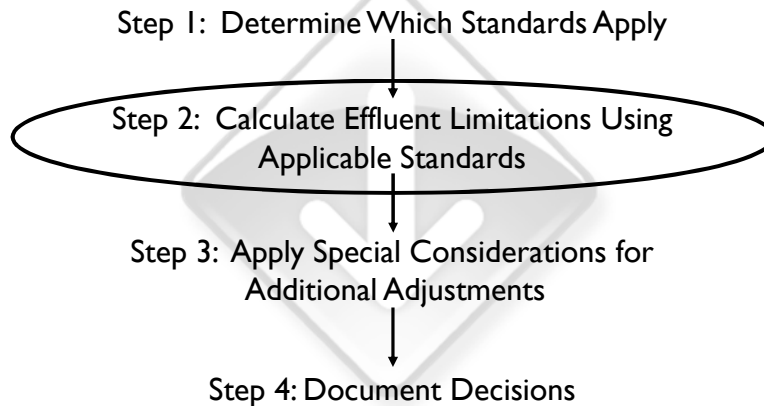 Step 1: Determine Which Standards Apply
Step 2: Calculate Effluent Limitations Using
Applicable Standards
Step 3: Apply Special Considerations for
Additional Adjustments
Step 4: Document Decisions